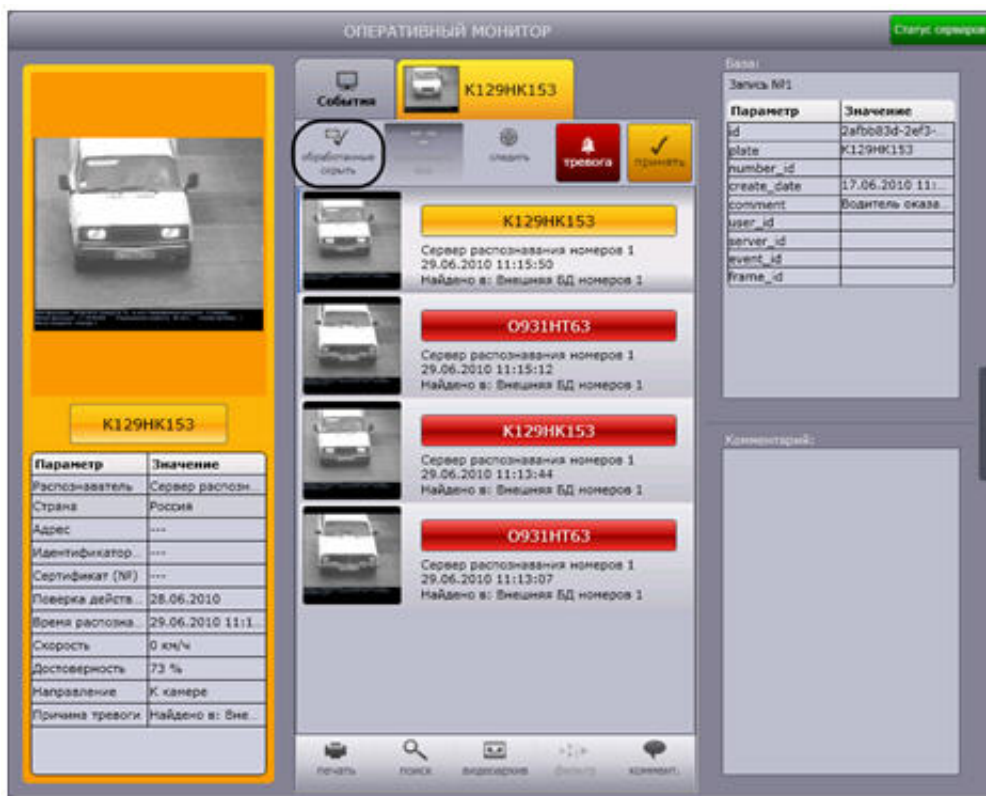 ОПЕРАТИВНЫЙ МОНИТОР
Статус серверов
К129НК153
Параметр Значение
Распознаватель Сервер распозн...
Страна Россия
Адрес ---
Идентификатор... ---
Сертификат (№) ---
Поверка действ... 28.06.2010
Время распозна... 29.06.2010 11:1...
Скорость 0 км/ч
Достоверность 73 %
Направление К камере
Причина тревоги Найдено в: Вне...
События
К129НК153
обработанные
скрыть
следить
тревога
принять
К129НК153
Сервер распознавания номеров 1
29.06.2010 11:15:50
Найдено в: Внешняя БД номеров 1
О931НТ63
Сервер распознавания номеров 1
29.06.2010 11:15:12
Найдено в: Внешняя БД номеров 1
К129НК153
Сервер распознавания номеров 1
29.06.2010 11:13:44
Найдено в: Внешняя БД номеров 1
О931НТ63
Сервер распознавания номеров 1
29.06.2010 11:13:07
Найдено в: Внешняя БД номеров 1
печать поиск видеоархив фильтр коммент.
База:
Запись №1
Параметр Значение
id 2afbb83d-2ef3-...
plate К129НК153
number_id
create_date 17.06.2010 11:...
comment Водитель оказа...
user_id
server_id
event_id
frame_id
Комментарий: